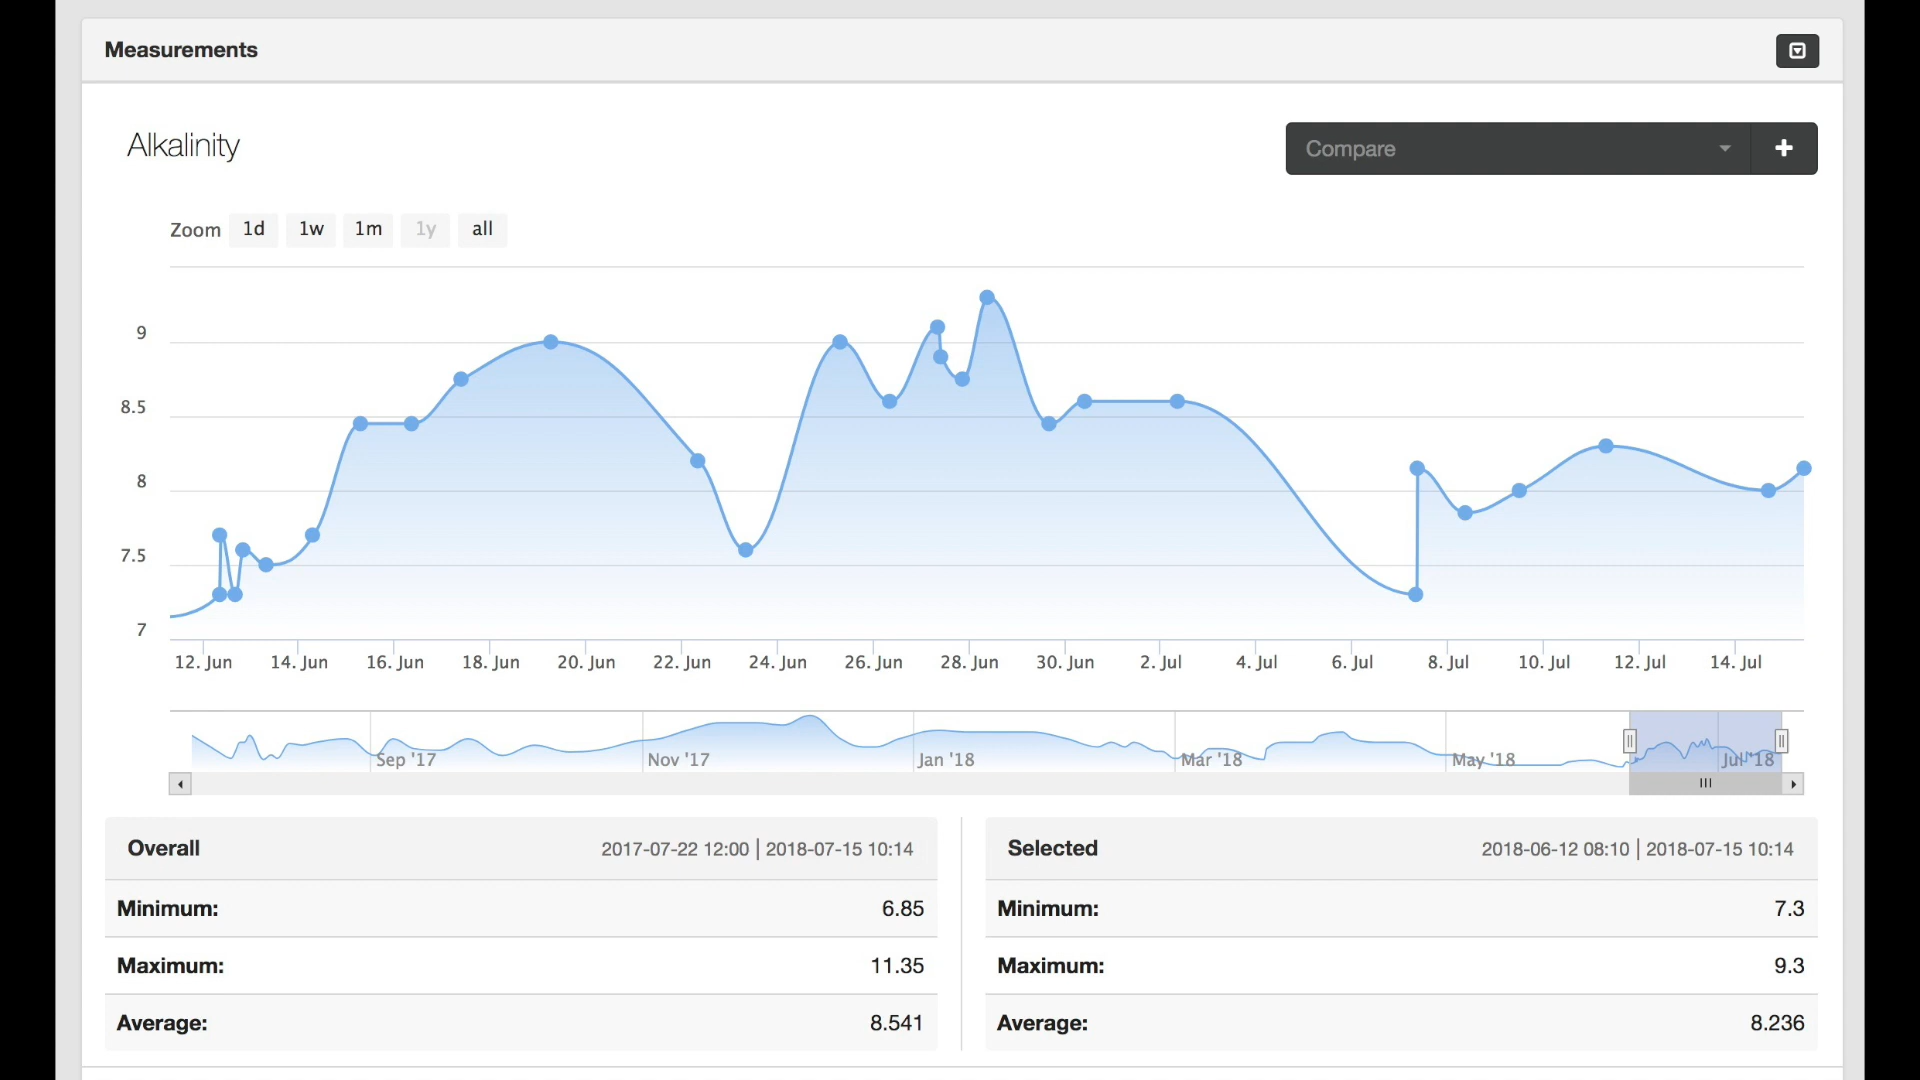 Measurements
Alkalinity
Compare
Zoom 1d 1w 1m 1y all
9
8.5
8
7.5
7
12. Jun 14. Jun 16. Jun 18. Jun 20. Jun 22. Jun 24. Jun 26. Jun 28. Jun 30. Jun 2. Jul 4. Jul 6. Jul 8. Jul 10. Jul 12. Jul 14. Jul
Sep '17 Nov '17 Jan '18 Mar '18 May '18 Jul '18
Overall 2017-07-22 12:00 | 2018-07-15 10:14
Minimum: 6.85
Maximum: 11.35
Average: 8.541
Selected 2018-06-12 08:10 | 2018-07-15 10:14
Minimum: 7.3
Maximum: 9.3
Average: 8.236